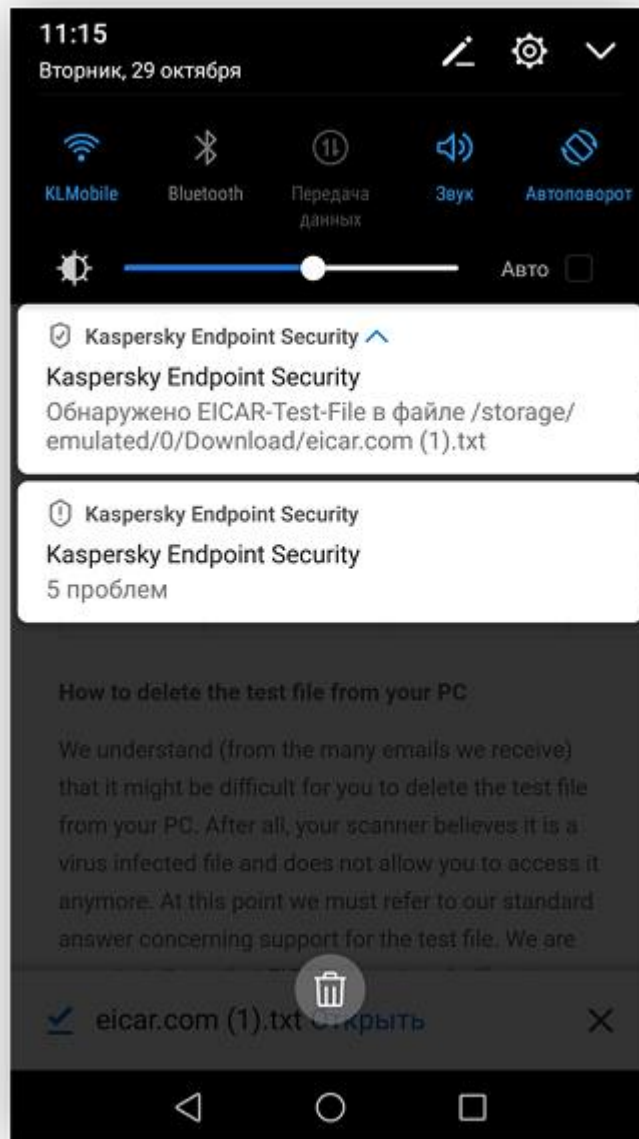 11:15
Вторник, 29 октября
KLMobile
Bluetooth
Передача
данных
Звук
Автоповорот
Авто
Kaspersky Endpoint Security
Kaspersky Endpoint Security
Обнаружено EICAR-Test-File в файле /storage/
emulated/0/Download/eicar.com (1).txt
Kaspersky Endpoint Security
Kaspersky Endpoint Security
5 проблем
How to delete the test file from your PC
We understand (from the many emails we receive)
that it might be difficult for you to delete the test file
from your PC. After all, your scanner believes it is a
virus infected file and does not allow you to access it
anymore. At this point we must refer to our standard
answer concerning support for the test file. We are
eicar.com (1).txt Открыть